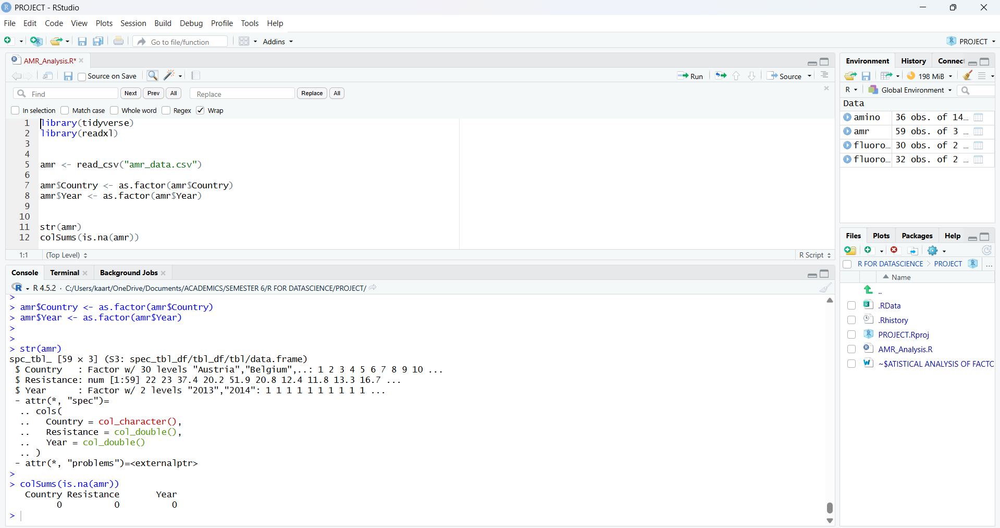 PROJECT - RStudio
File Edit Code View Plots Session Build Debug Profile Tools Help
Go to file/function Addins PROJECT
AMR_Analysis.R*
Source on Save Run Source
Find Next Prev All Replace Replace All
In selection Match case Whole word Regex Wrap
1 library(tidyverse)
2 library(readxl)
3
4
5 amr <- read_csv("amr_data.csv")
6
7 amr$Country <- as.factor(amr$Country)
8 amr$Year <- as.factor(amr$Year)
9
10
11 str(amr)
12 colSums(is.na(amr))
1:1 (Top Level) R Script
Console Terminal Background Jobs
R 4.5.2 · C:/Users/kaart/OneDrive/Documents/ACADEMICS/SEMESTER 6/R FOR DATASCIENCE/PROJECT/
>
> amr$Country <- as.factor(amr$Country)
> amr$Year <- as.factor(amr$Year)
>
>
> str(amr)
spc_tbl_ [59 × 3] (S3: spec_tbl_df/tbl_df/tbl/data.frame)
$ Country : Factor w/ 30 levels "Austria","Belgium",..: 1 2 3 4 5 6 7 8 9 10 ...
$ Resistance: num [1:59] 22 23 37.4 20.2 51.9 20.8 12.4 11.8 13.3 16.7 ...
$ Year : Factor w/ 2 levels "2013","2014": 1 1 1 1 1 1 1 1 1 1 ...
- attr(*, "spec")=
.. cols(
.. Country = col_character(),
.. Resistance = col_double(),
.. Year = col_double()
.. )
- attr(*, "problems")=<externalptr>
>
> colSums(is.na(amr))
Country Resistance Year
0 0 0
>
Environment History Connec
198 MiB
R Global Environment
Data
amino 36 obs. of 14…
amr 59 obs. of 3 …
fluoro… 30 obs. of 2 …
fluoro… 32 obs. of 2 …
Files Plots Packages Help
R FOR DATASCIENCE PROJECT ...
Name
..
.RData
.Rhistory
PROJECT.Rproj
AMR_Analysis.R
~$ATISTICAL ANALYSIS OF FACTO